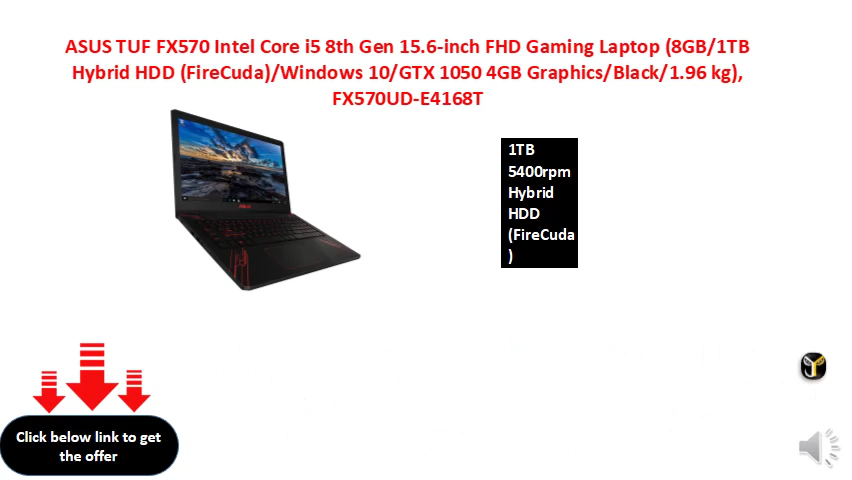 ASUS TUF FX570 Intel Core i5 8th Gen 15.6-inch FHD Gaming Laptop (8GB/1TB
Hybrid HDD (FireCuda)/Windows 10/GTX 1050 4GB Graphics/Black/1.96 kg),
FX570UD-E4168T
1TB
5400rpm
Hybrid
HDD
(FireCuda
)
Click below link to get
the offer